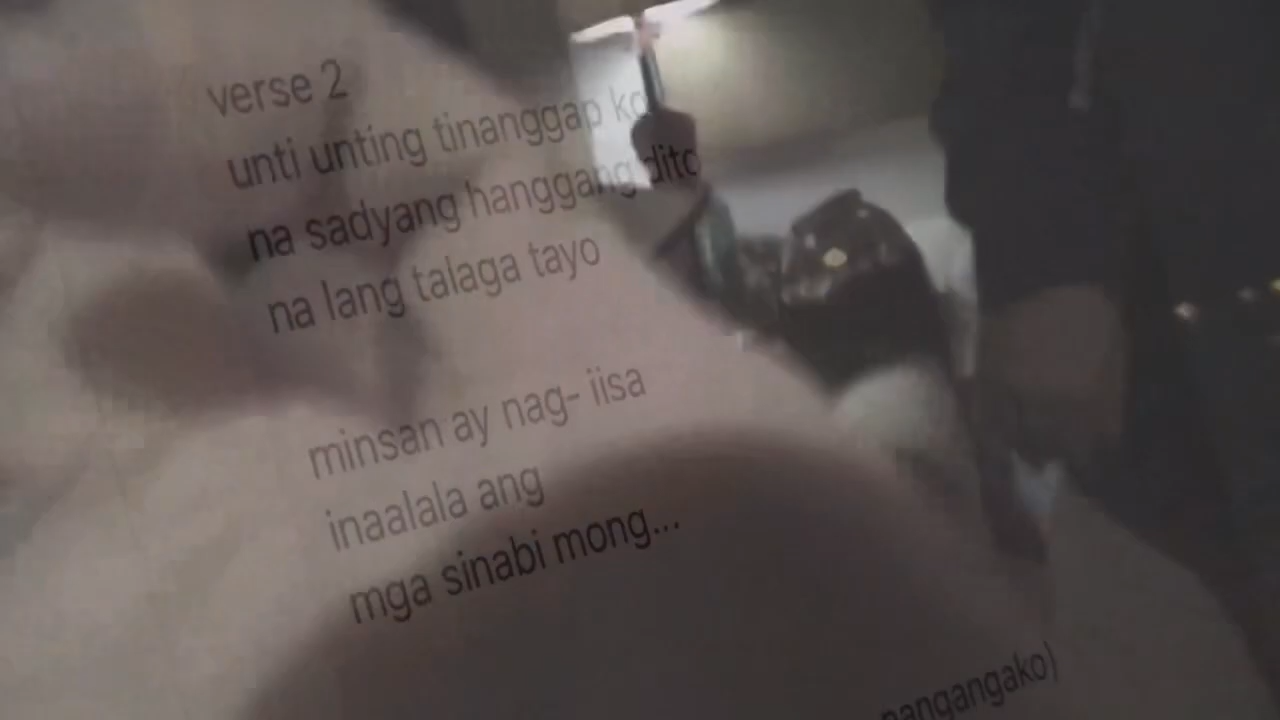 verse 2
unti unting tinanggap ko
na sadyang hanggang dito
na lang talaga tayo
minsan ay nag- iisa
inaalala ang
mga sinabi mong...
pangangako)